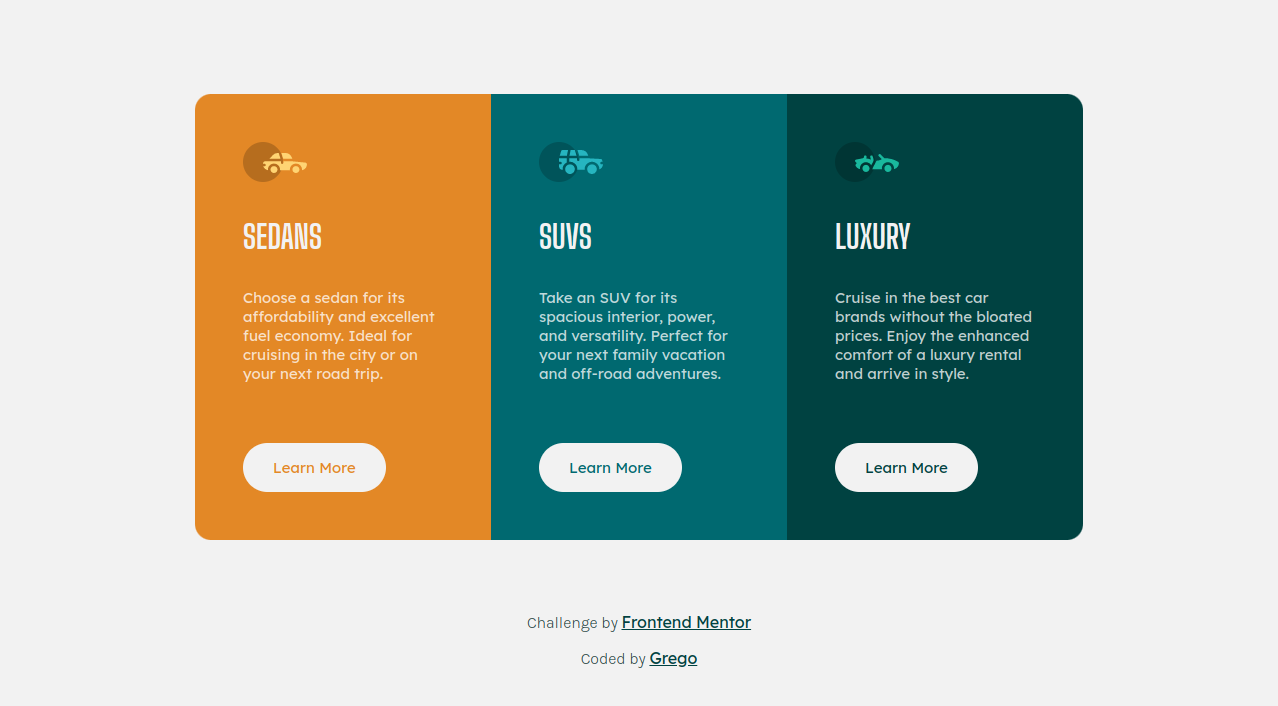 SEDANS
Choose a sedan for its
affordability and excellent
fuel economy. Ideal for
cruising in the city or on
your next road trip.
Learn More
SUVS
Take an SUV for its
spacious interior, power,
and versatility. Perfect for
your next family vacation
and off-road adventures.
Learn More
LUXURY
Cruise in the best car
brands without the bloated
prices. Enjoy the enhanced
comfort of a luxury rental
and arrive in style.
Learn More
Challenge by Frontend Mentor
Coded by Grego